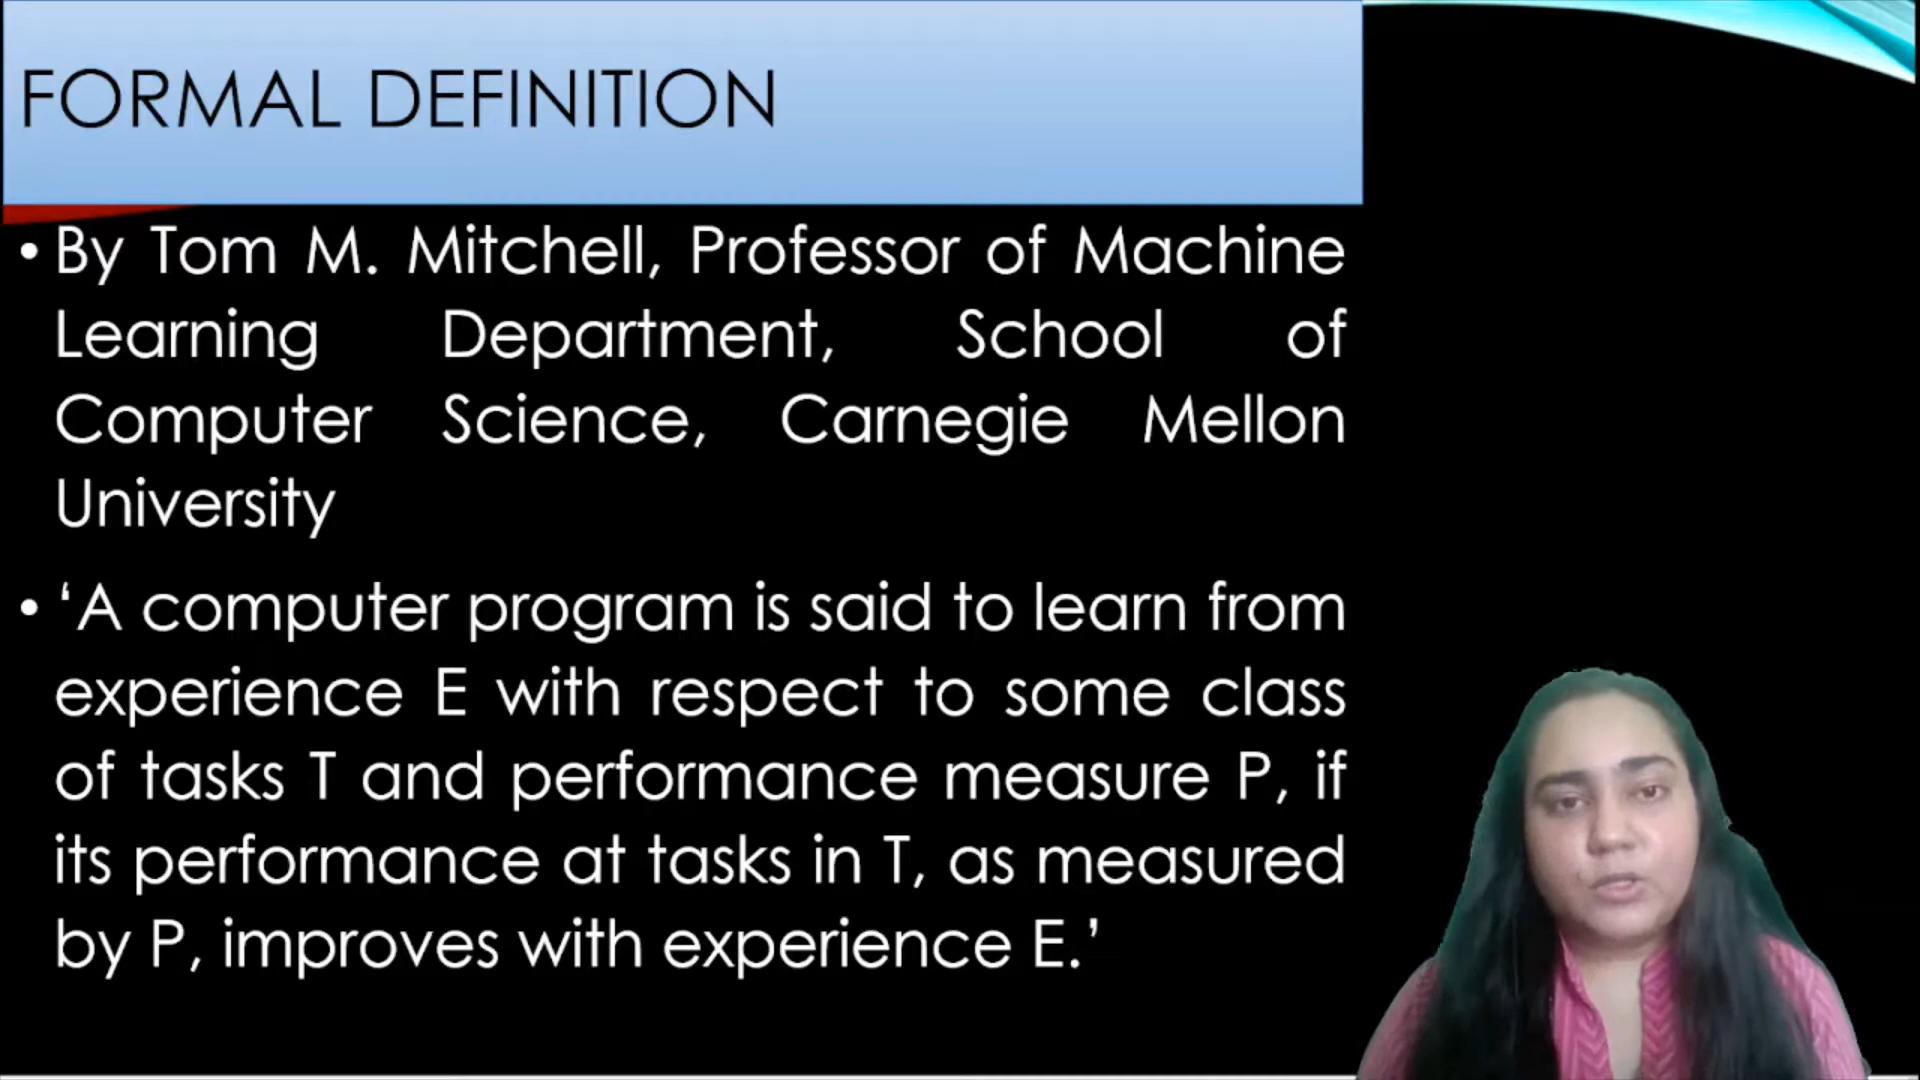 FORMAL DEFINITION
• By Tom M. Mitchell, Professor of Machine
Learning Department, School of
Computer Science, Carnegie Mellon
University
• ‘A computer program is said to learn from
experience E with respect to some class
of tasks T and performance measure P, if
its performance at tasks in T, as measured
by P, improves with experience E.’